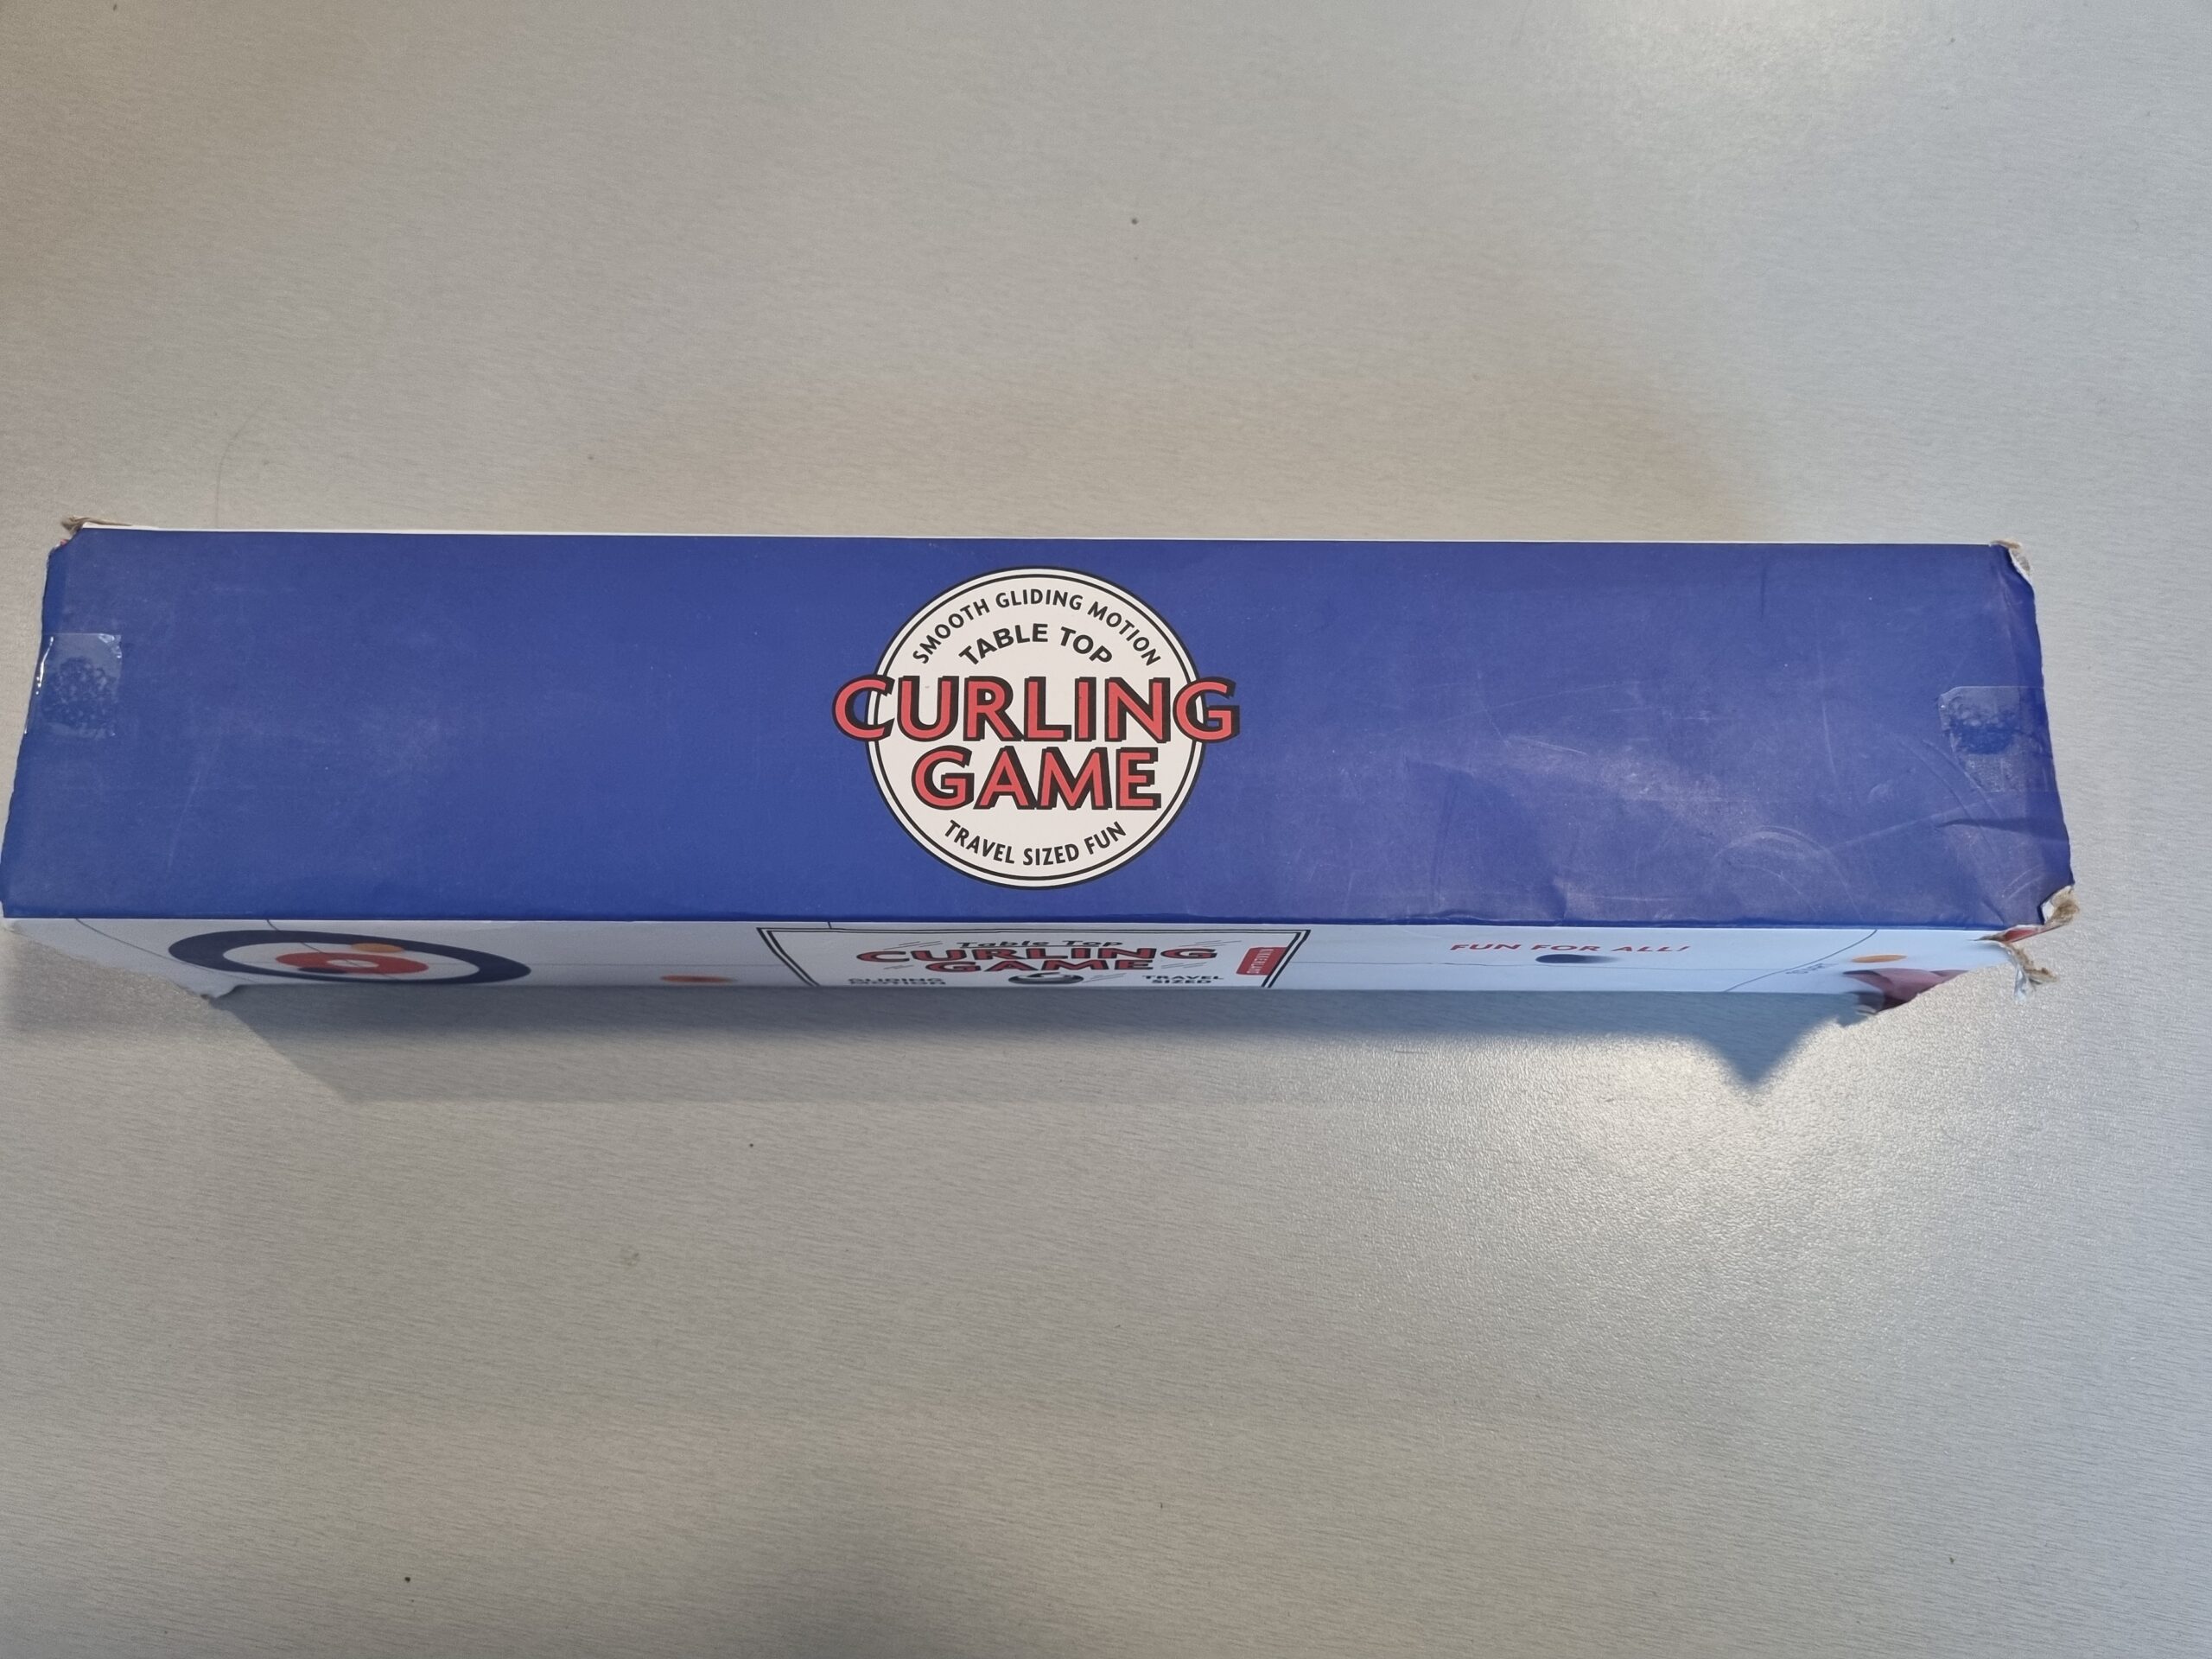 SMOOTH GLIDING MOTION
TABLE TOP
CURLING
GAME
TRAVEL SIZED FUN
Table Top
CURLING
GAME
GLIDING
TRAVEL
SIZED
FUN FOR ALL!